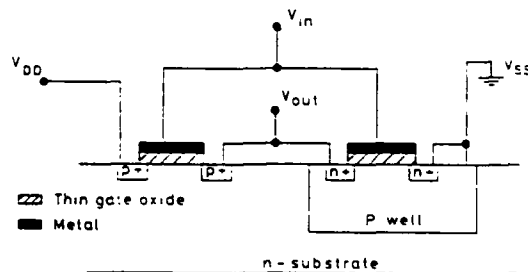 V_in
V_DD
V_SS
V_out
p+
p+
n+
n+
Thin gate oxide
Metal
P well
n-substrate